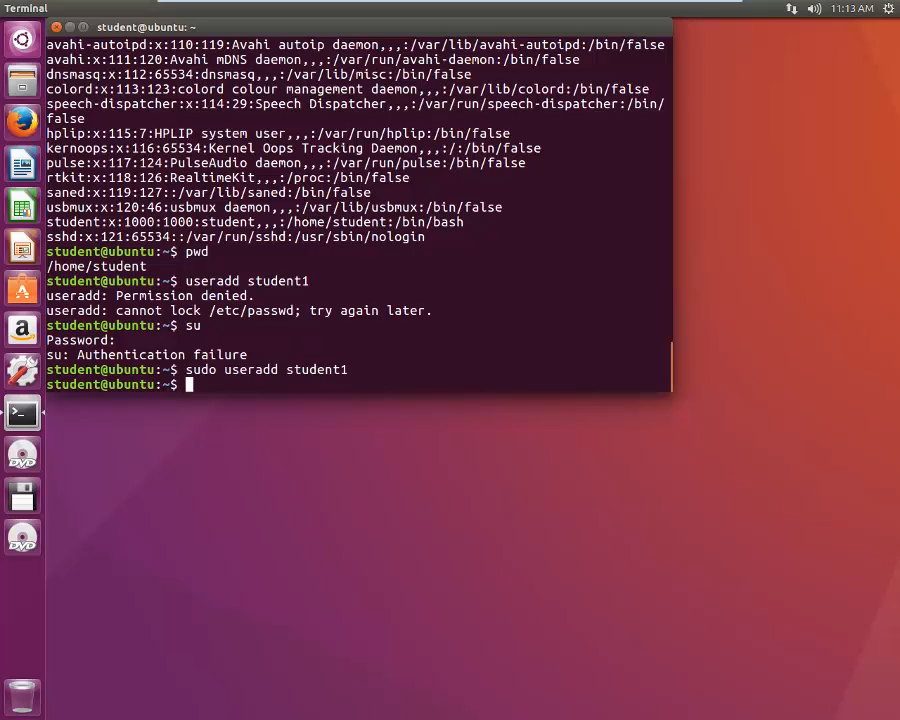 Terminal
11:13 AM
student@ubuntu: ~
avahi-autoipd:x:110:119:Avahi autoip daemon,,,:/var/lib/avahi-autoipd:/bin/false
avahi:x:111:120:Avahi mDNS daemon,,,:/var/run/avahi-daemon:/bin/false
dnsmasq:x:112:65534:dnsmasq,,,:/var/lib/misc:/bin/false
colord:x:113:123:colord colour management daemon,,,:/var/lib/colord:/bin/false
speech-dispatcher:x:114:29:Speech Dispatcher,,,:/var/run/speech-dispatcher:/bin/
false
hplip:x:115:7:HPLIP system user,,,:/var/run/hplip:/bin/false
kernoops:x:116:65534:Kernel Oops Tracking Daemon,,,:/:/bin/false
pulse:x:117:124:PulseAudio daemon,,,:/var/run/pulse:/bin/false
rtkit:x:118:126:RealtimeKit,,,:/proc:/bin/false
saned:x:119:127::/var/lib/saned:/bin/false
usbmux:x:120:46:usbmux daemon,,,:/var/lib/usbmux:/bin/false
student:x:1000:1000:student,,,:/home/student:/bin/bash
sshd:x:121:65534::/var/run/sshd:/usr/sbin/nologin
student@ubuntu:~$ pwd
/home/student
student@ubuntu:~$ useradd student1
useradd: Permission denied.
useradd: cannot lock /etc/passwd; try again later.
student@ubuntu:~$ su
Password:
su: Authentication failure
student@ubuntu:~$ sudo useradd student1
student@ubuntu:~$
DVD
DVD